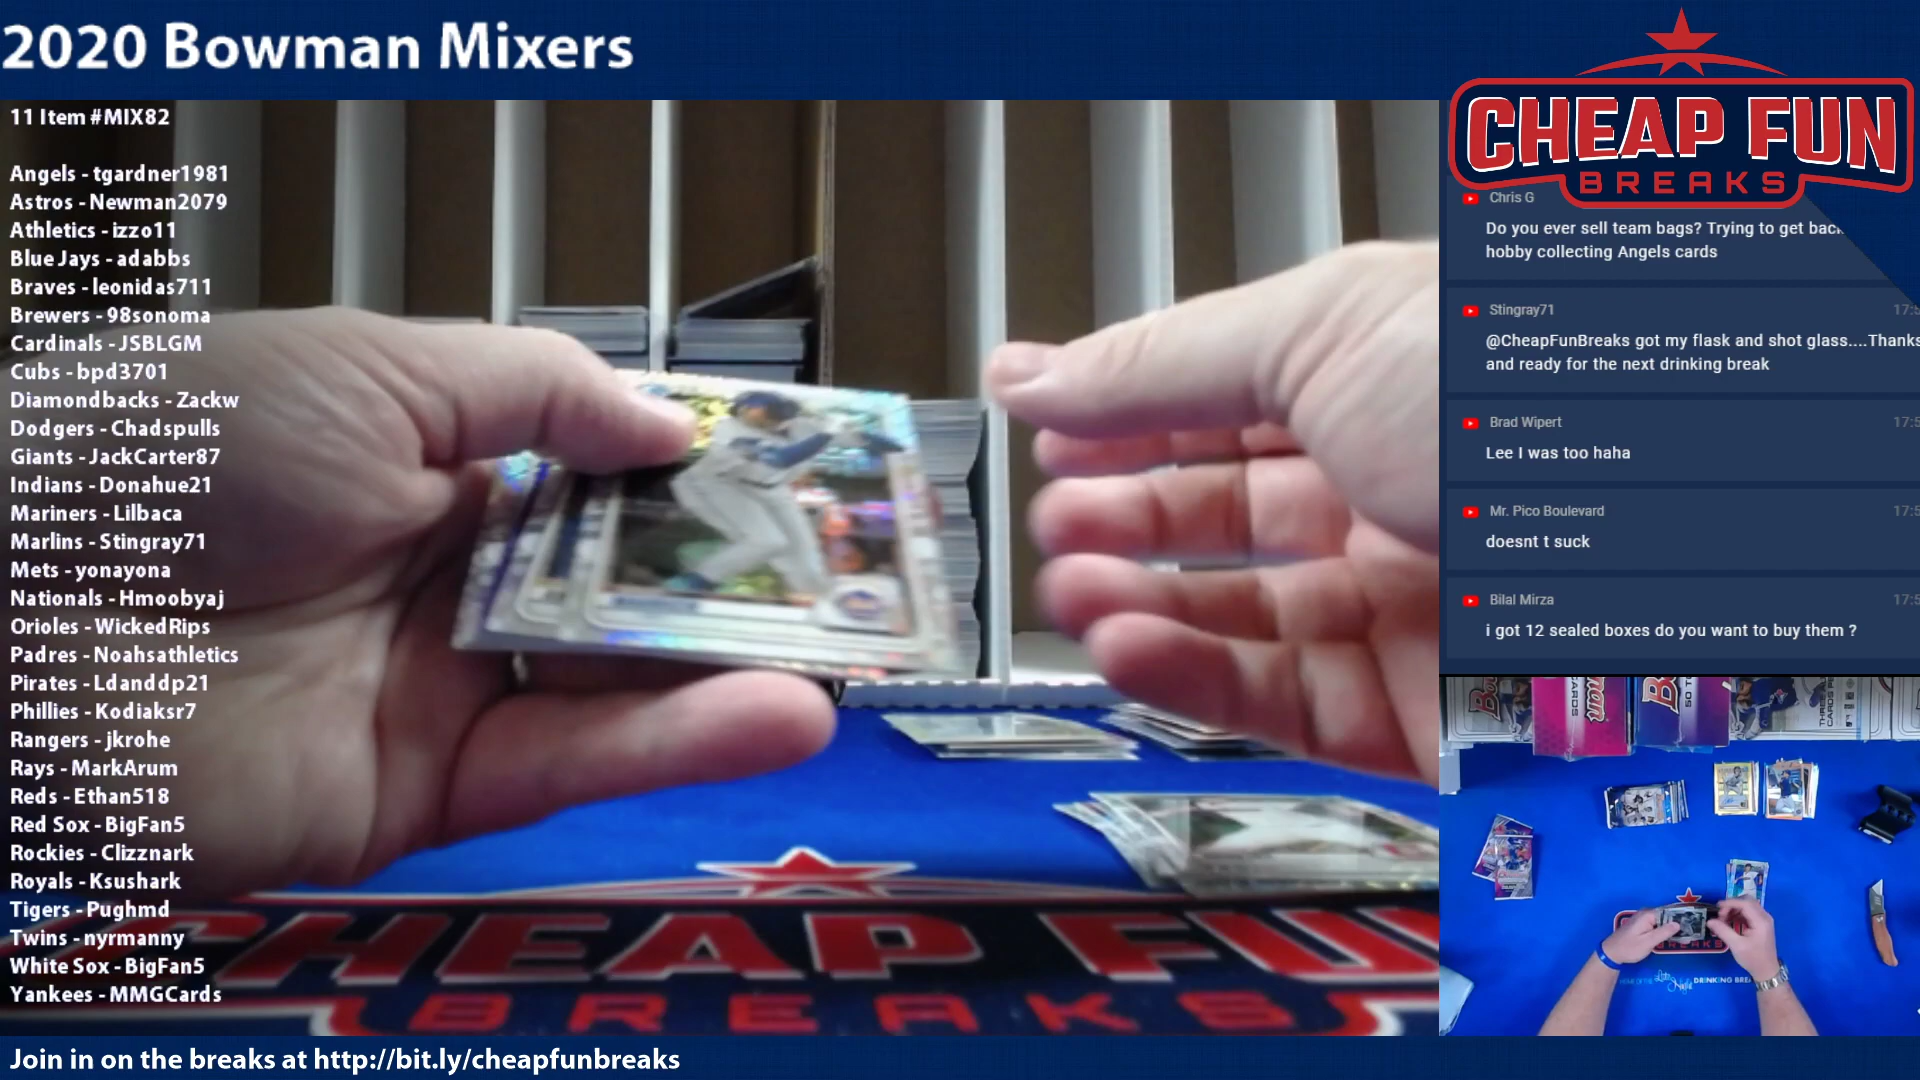 2020 Bowman Mixers
11 Item #MIX82
Angels - tgardner1981
Astros - Newman2079
Athletics - izzo11
Blue Jays - adabbs
Braves - leonidas711
Brewers - 98sonoma
Cardinals - JSBLGM
Cubs - bpd3701
Diamondbacks - Zackw
Dodgers - Chadspulls
Giants - JackCarter87
Indians - Donahue21
Mariners - Lilbaca
Marlins - Stingray71
Mets - yonayona
Nationals - Hmoobyaj
Orioles - WickedRips
Padres - Noahsathletics
Pirates - Ldanddp21
Phillies - Kodiaksr7
Rangers - jkrohe
Rays - MarkArum
Reds - Ethan518
Red Sox - BigFan5
Rockies - Clizznark
Royals - Ksushark
Tigers - Pughmd
Twins - nyrmanny
White Sox - BigFan5
Yankees - MMGCards
Join in on the breaks at http://bit.ly/cheapfunbreaks
CHEAP FUN
BREAKS
Chris G
Do you ever sell team bags? Trying to get
hobby collecting Angels cards
Stingray71
@CheapFunBreaks got my flask and shot glass....Thanks
and ready for the next drinking break
Brad Wipert
Lee I was too haha
Mr. Pico Boulevard
doesnt t suck
Bilal Mirza
i got 12 sealed boxes do you want to buy them ?
CHEAP FU
BREAKS
DRINKING